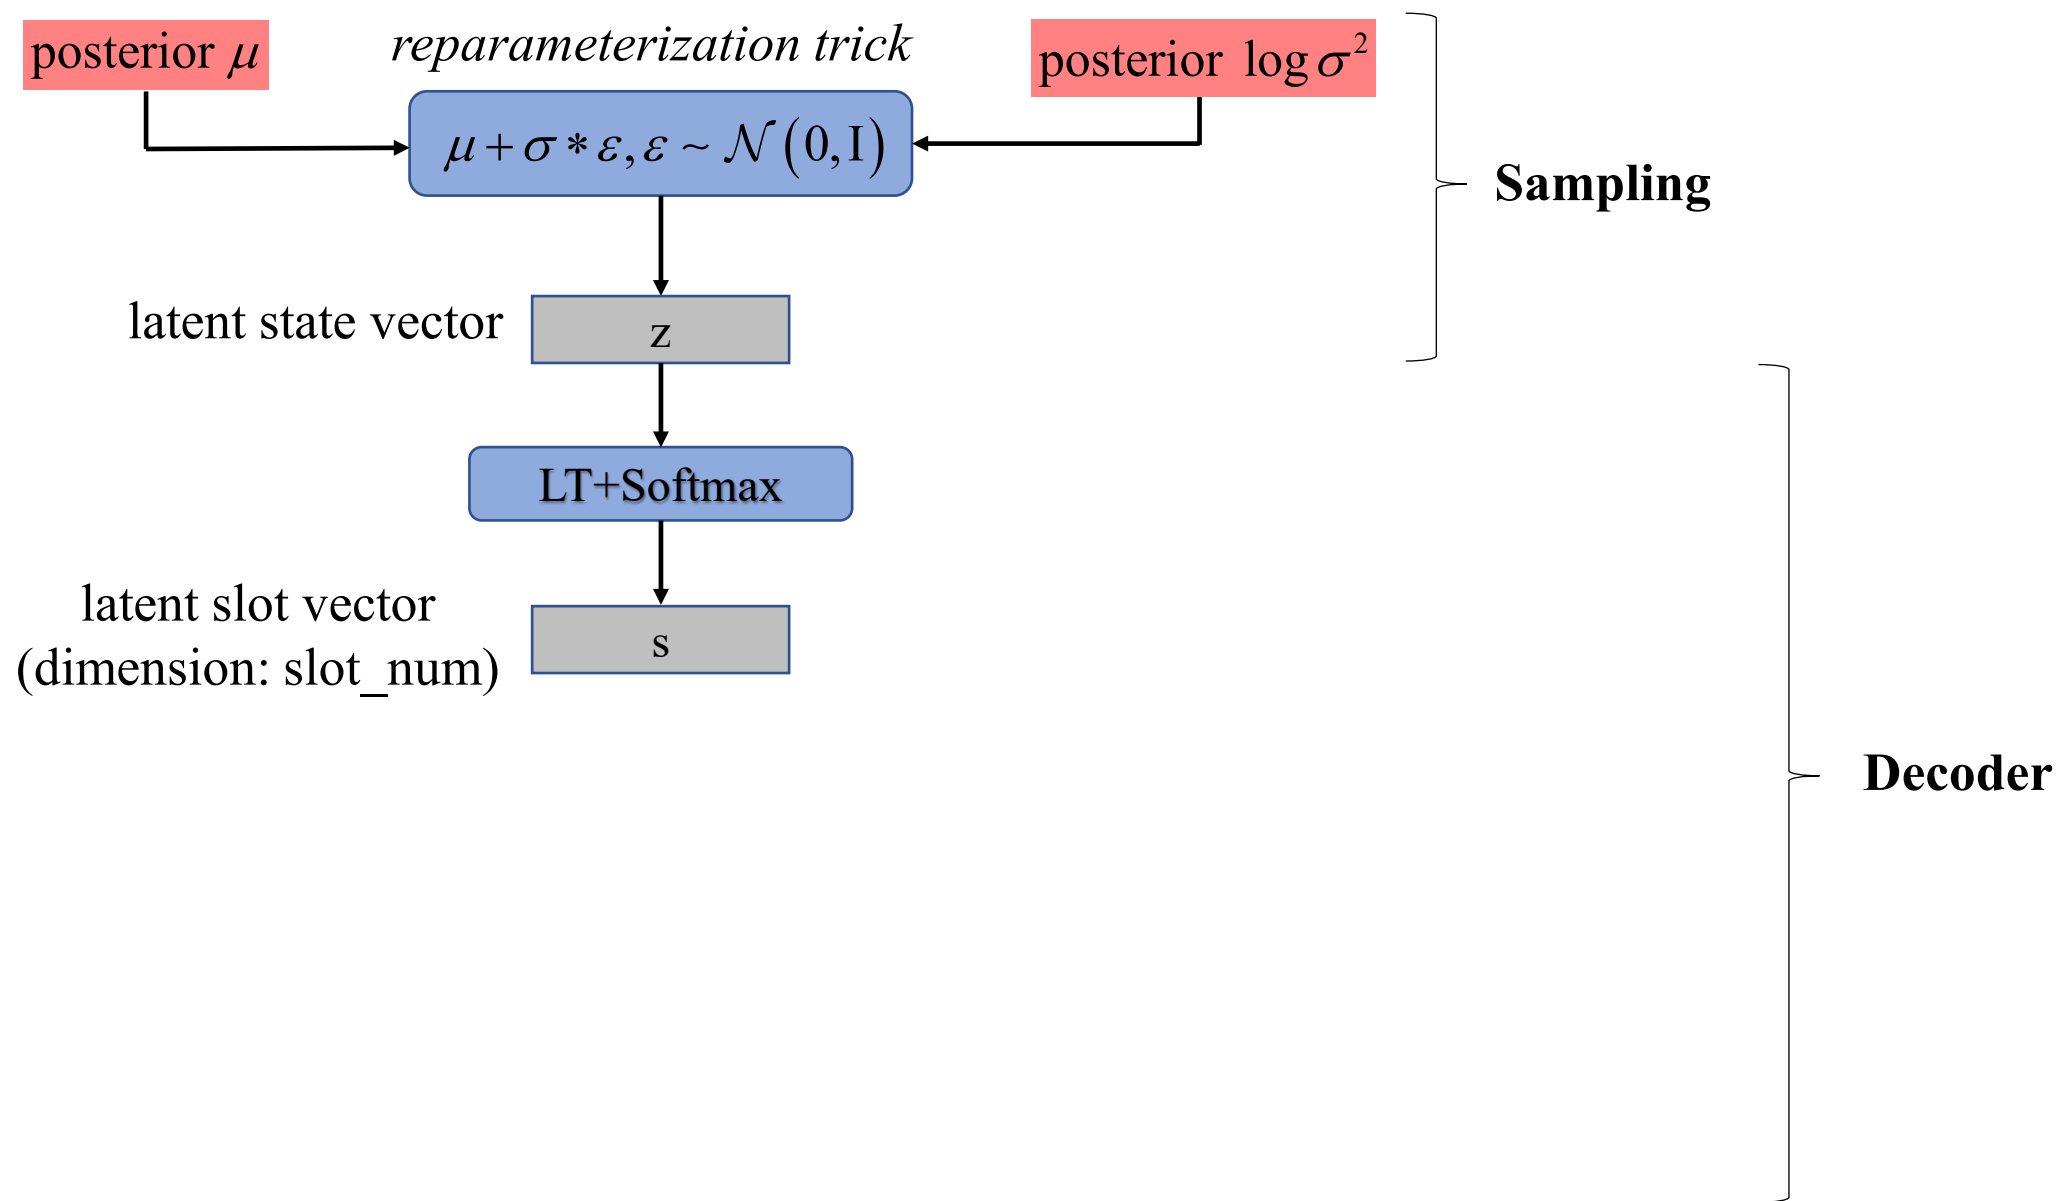 posterior μ
reparameterization trick
posterior log σ²
μ + σ * ε, ε ~ 𝒩(0, I)
Sampling
latent state vector
z
LT+Softmax
latent slot vector
(dimension: slot_num)
s
Decoder